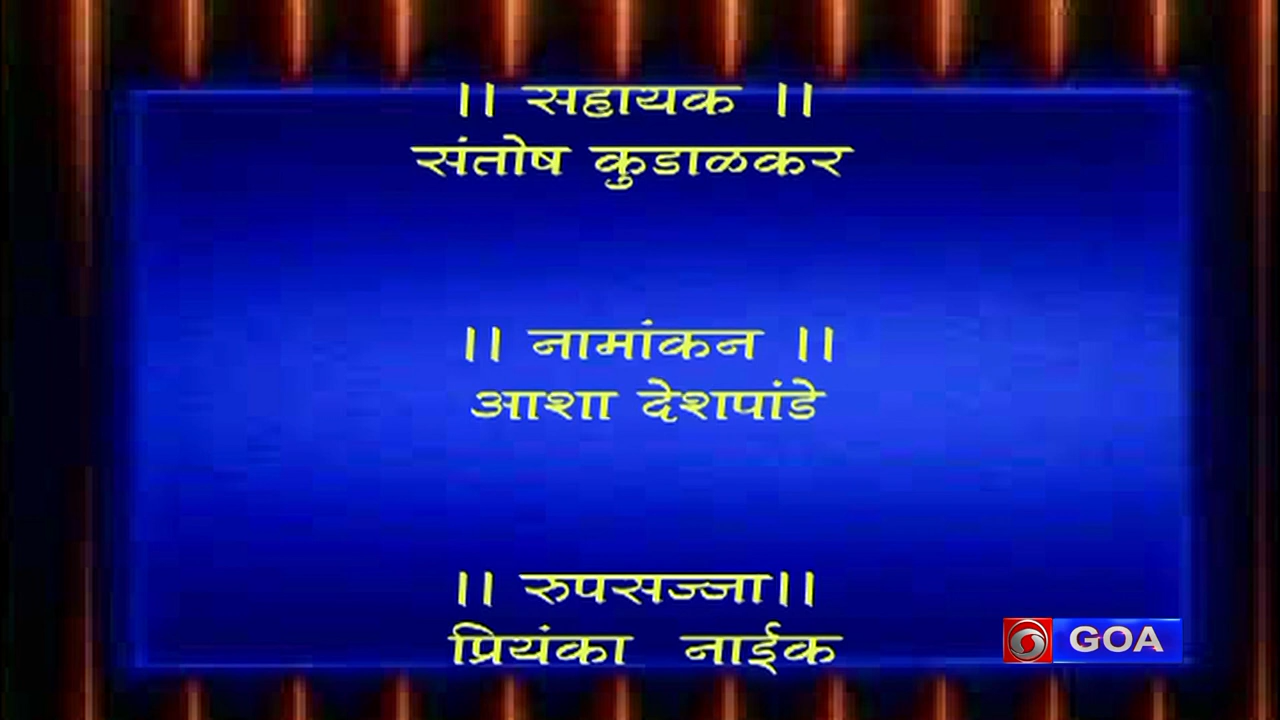 ।। सहायक ।।
संतोष कुडाळकर
।। नामांकन ।।
आशा देशपांडे
।। रुपसज्जा।।
प्रियंका नाईक
GOA